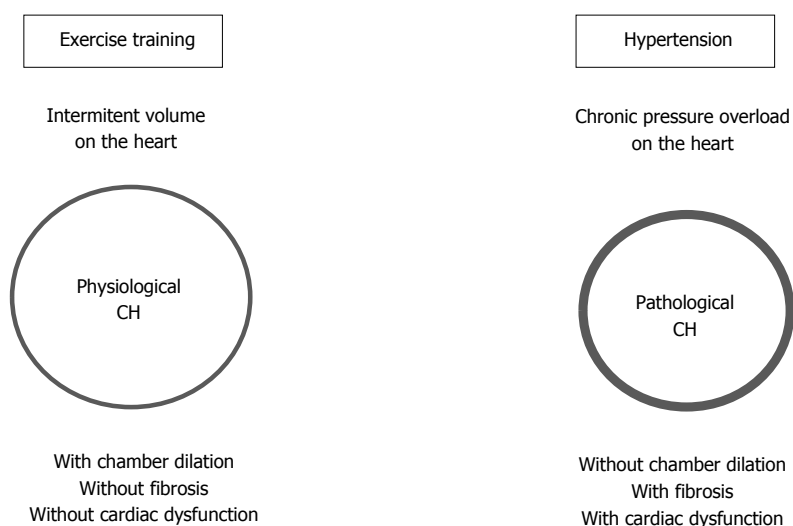 Exercise training
Intermitent volume
on the heart
Physiological
CH
With chamber dilation
Without fibrosis
Without cardiac dysfunction
Hypertension
Chronic pressure overload
on the heart
Pathological
CH
Without chamber dilation
With fibrosis
With cardiac dysfunction